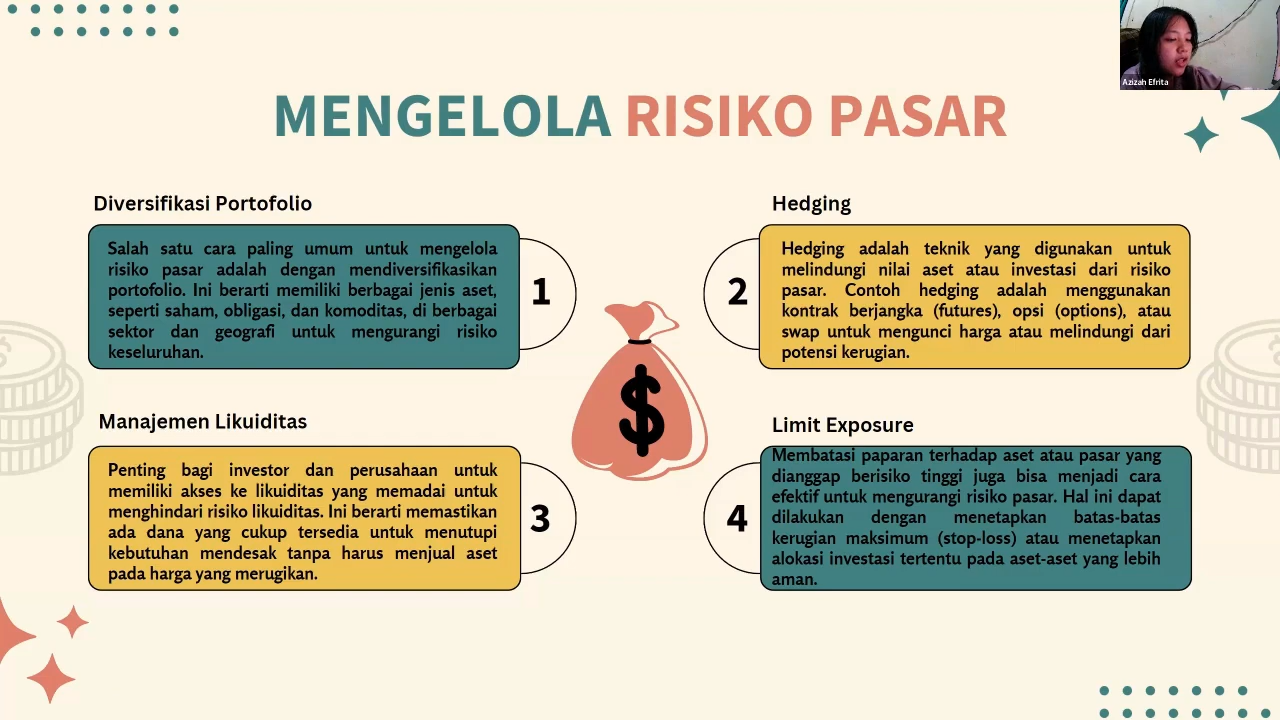 Azizah Efrita
MENGELOLA RISIKO PASAR
Diversifikasi Portofolio
Salah satu cara paling umum untuk mengelola
risiko pasar adalah dengan mendiversifikasikan
portofolio. Ini berarti memiliki berbagai jenis aset,
seperti saham, obligasi, dan komoditas, di berbagai
sektor dan geografi untuk mengurangi risiko
keseluruhan.
1
Hedging
Hedging adalah teknik yang digunakan untuk
melindungi nilai aset atau investasi dari risiko
pasar. Contoh hedging adalah menggunakan
kontrak berjangka (futures), opsi (options), atau
swap untuk mengunci harga atau melindungi dari
potensi kerugian.
2
$
Manajemen Likuiditas
Penting bagi investor dan perusahaan untuk
memiliki akses ke likuiditas yang memadai untuk
menghindari risiko likuiditas. Ini berarti memastikan
ada dana yang cukup tersedia untuk menutupi
kebutuhan mendesak tanpa harus menjual aset
pada harga yang merugikan.
3
Limit Exposure
Membatasi paparan terhadap aset atau pasar yang
dianggap berisiko tinggi juga bisa menjadi cara
efektif untuk mengurangi risiko pasar. Hal ini dapat
dilakukan dengan menetapkan batas-batas
kerugian maksimum (stop-loss) atau menetapkan
alokasi investasi tertentu pada aset-aset yang lebih
aman.
4